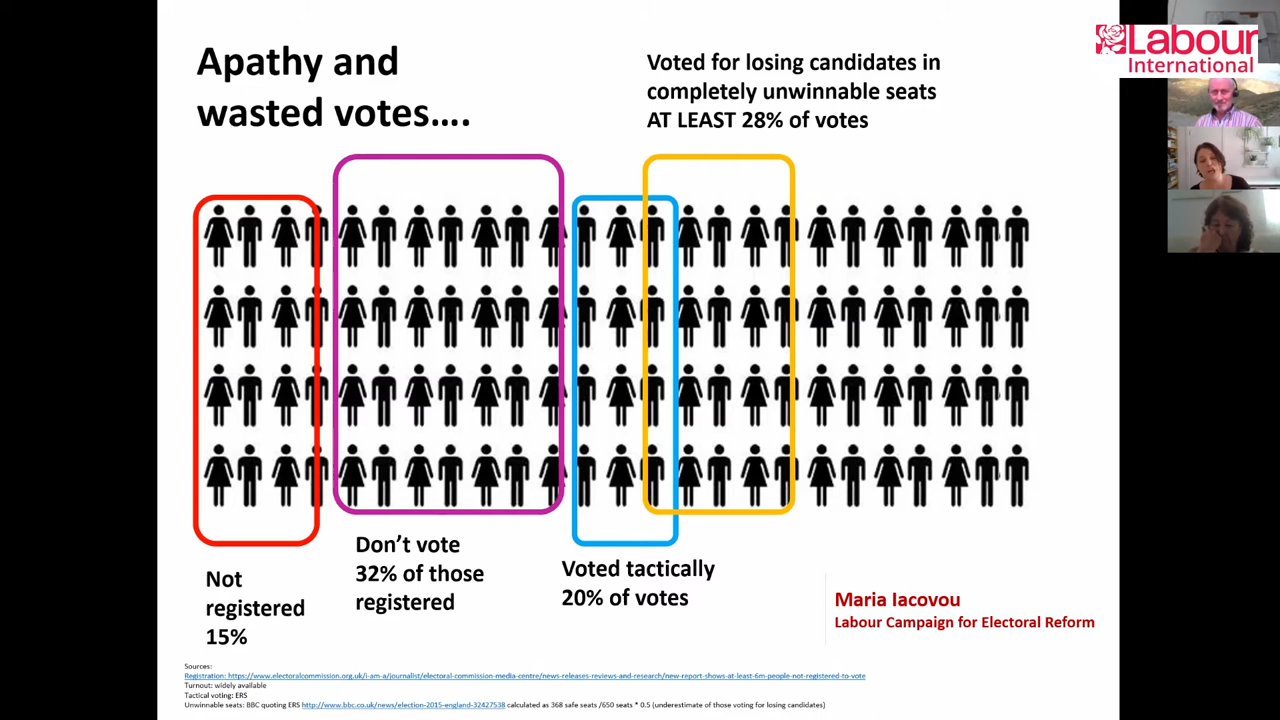 Apathy and
wasted votes....
Voted for losing candidates in
completely unwinnable seats
AT LEAST 28% of votes
Labour
International
Not
registered
15%
Don't vote
32% of those
registered
Voted tactically
20% of votes
Maria Iacovou
Labour Campaign for Electoral Reform
Sources:
Registration: https://www.electoralcommission.org.uk/i-am-a/journalist/electoral-commission-media-centre/news-releases-reviews-and-research/new-report-shows-at-least-6m-people-not-registered-to-vote
Turnout: widely available
Tactical voting: ERS
Unwinnable seats: BBC quoting ERS http://www.bbc.co.uk/news/election-2015-england-32427538 calculated as 368 safe seats /650 seats * 0.5 (underestimate of those voting for losing candidates)